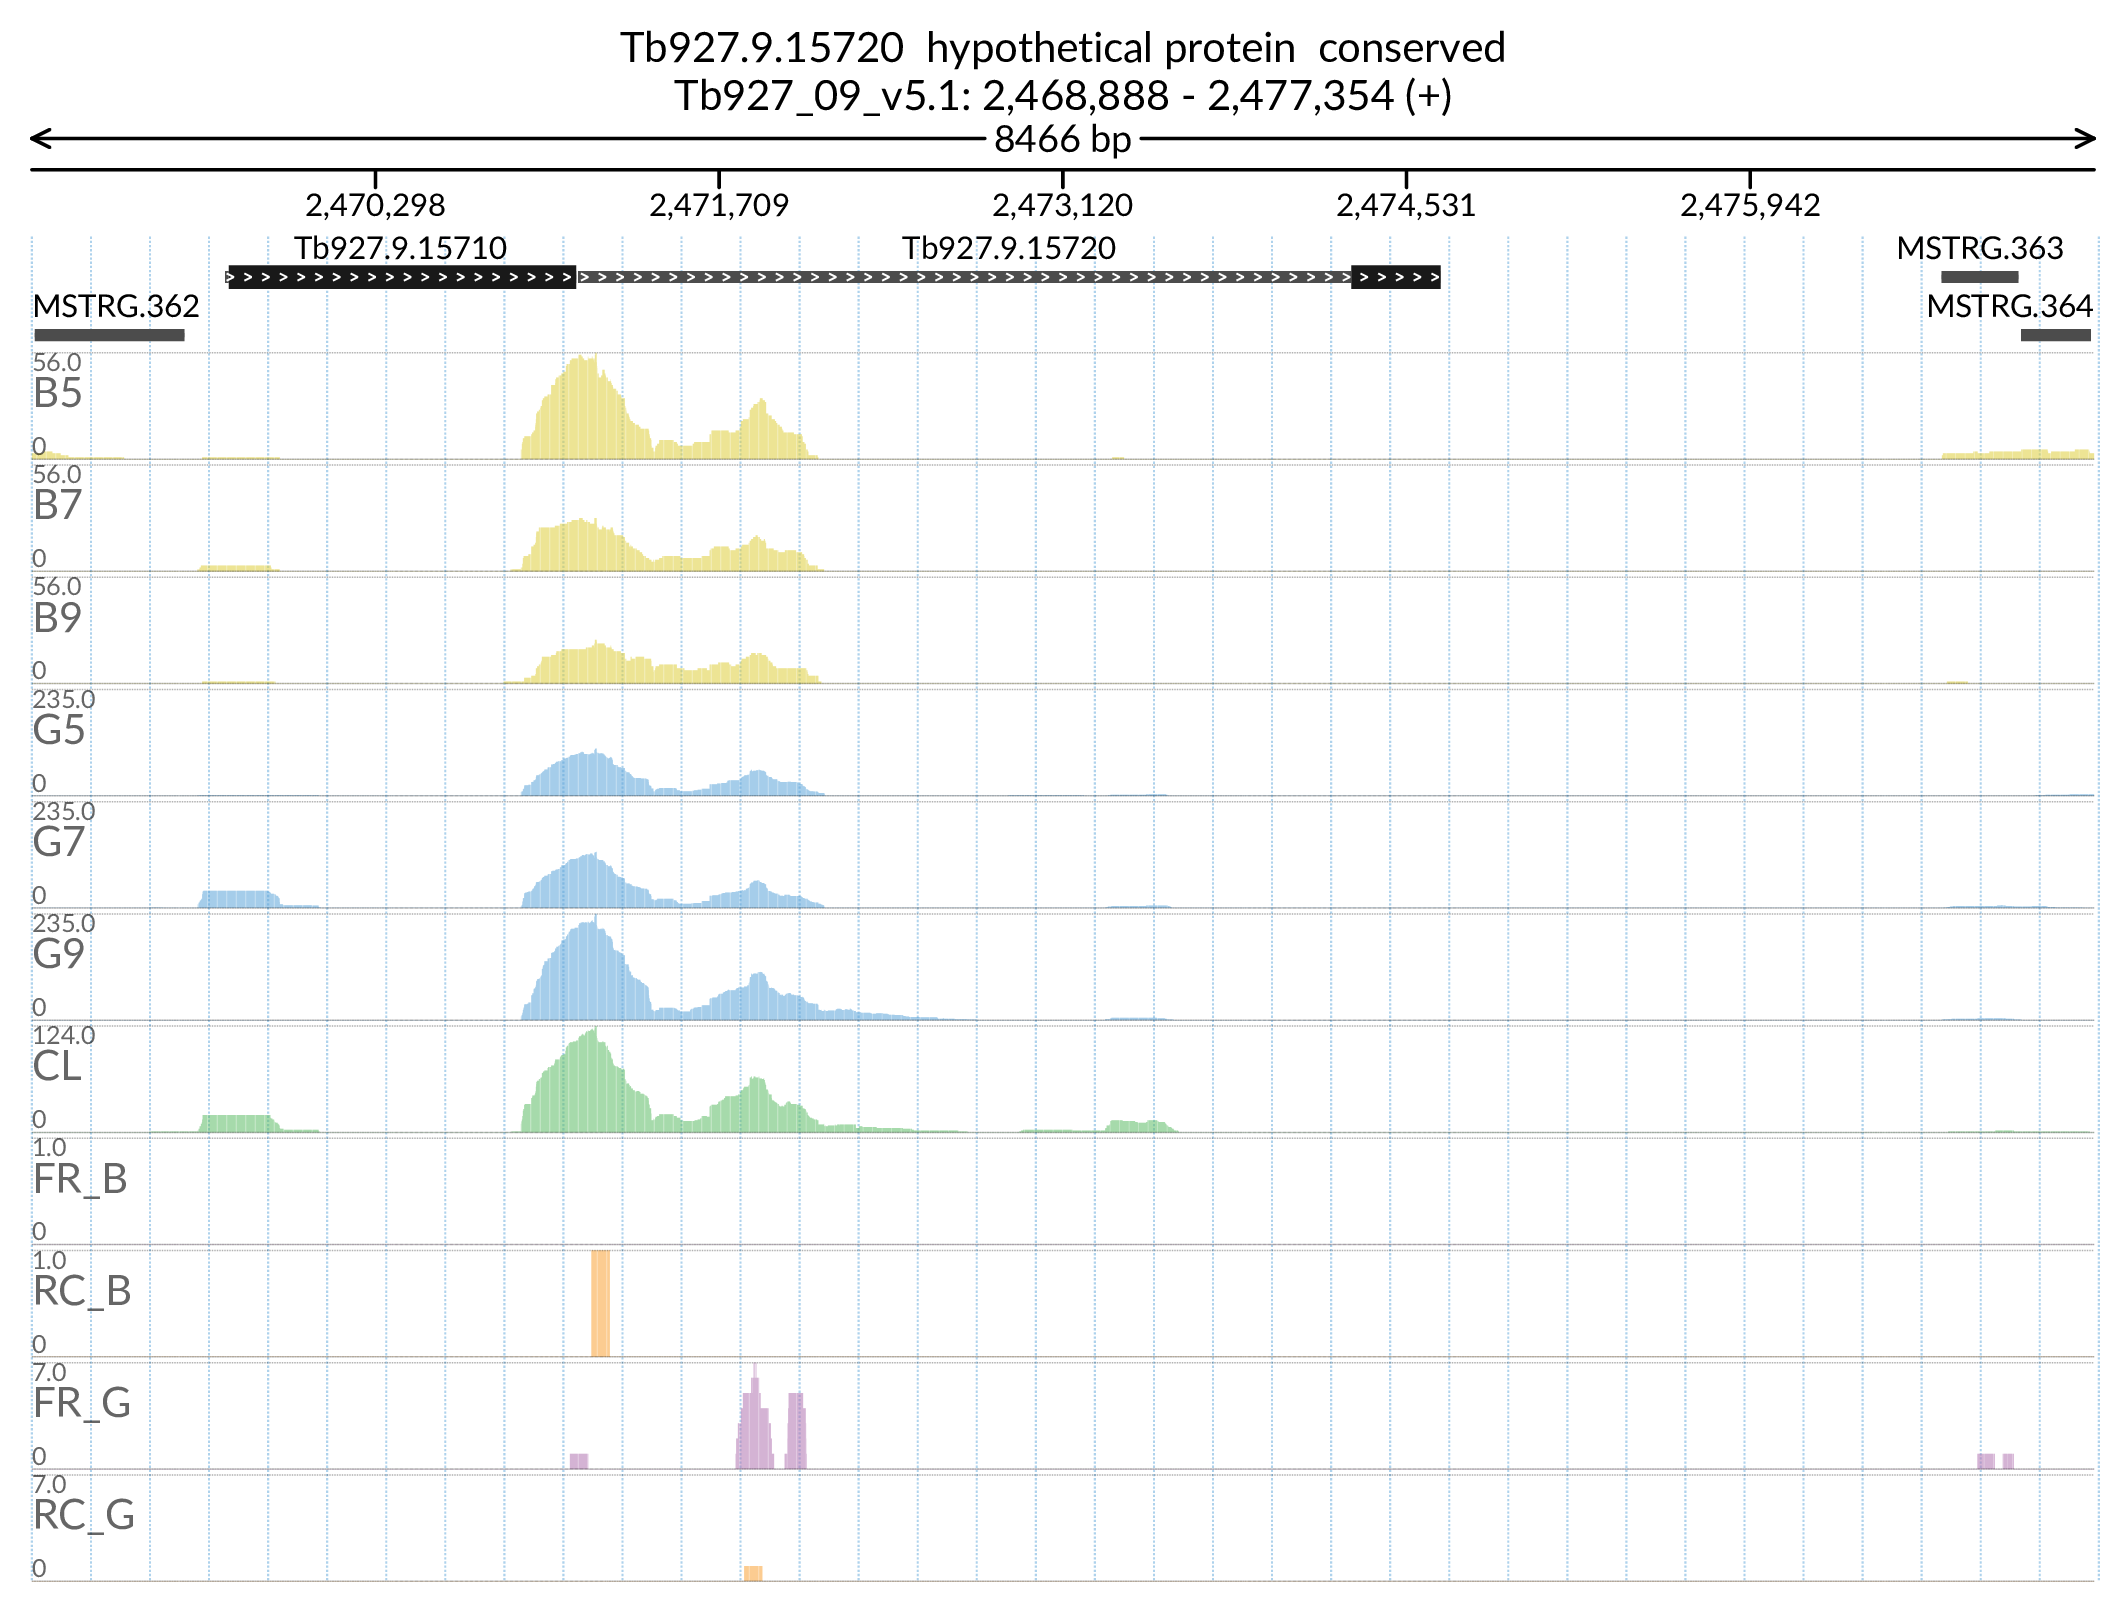 Tb927.9.15720  hypothetical protein  conserved
Tb927_09_v5.1: 2,468,888 - 2,477,354 (+)
8466 bp
2,470,298 2,471,709 2,473,120 2,474,531 2,475,942
Tb927.9.15710 Tb927.9.15720 MSTRG.363
MSTRG.362 MSTRG.364
56.0
B5
0
56.0
B7
0
56.0
B9
0
235.0
G5
0
235.0
G7
0
235.0
G9
0
124.0
CL
0
1.0
FR_B
0
1.0
RC_B
0
7.0
FR_G
0
7.0
RC_G
0